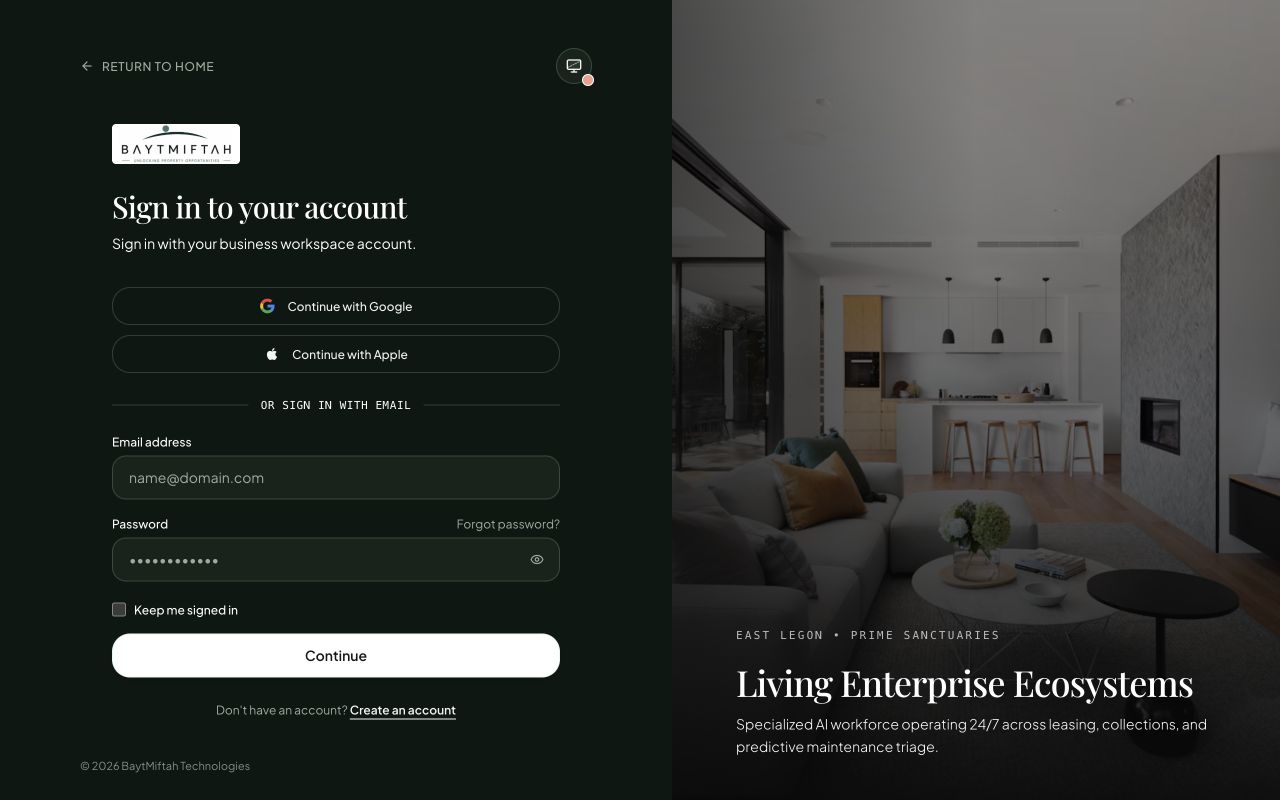 RETURN TO HOME
BAYTMIFTAH
UNLOCKING PROPERTY OPPORTUNITIES
Sign in to your account
Sign in with your business workspace account.
Continue with Google
Continue with Apple
OR SIGN IN WITH EMAIL
Email address
name@domain.com
Password
Forgot password?
••••••••••••
Keep me signed in
Continue
Don't have an account? Create an account
© 2026 BaytMiftah Technologies
EAST LEGON • PRIME SANCTUARIES
Living Enterprise Ecosystems
Specialized AI workforce operating 24/7 across leasing, collections, and
predictive maintenance triage.